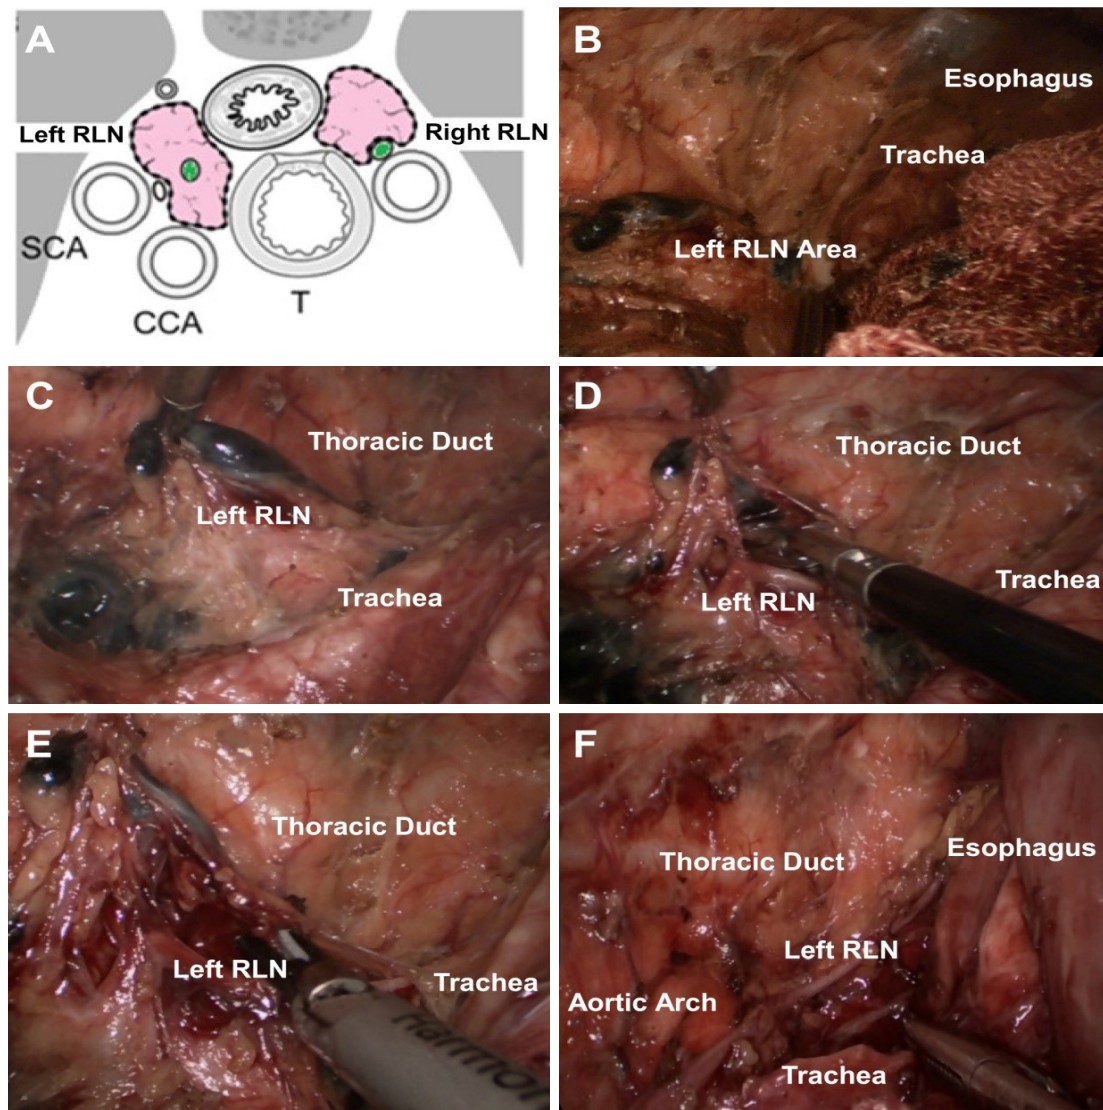 A
Left RLN
Right RLN
SCA
CCA
T
B
Esophagus
Trachea
Left RLN Area
C
Thoracic Duct
Left RLN
Trachea
D
Thoracic Duct
Trachea
Left RLN
E
Thoracic Duct
Left RLN
Trachea
F
Esophagus
Thoracic Duct
Left RLN
Aortic Arch
Trachea